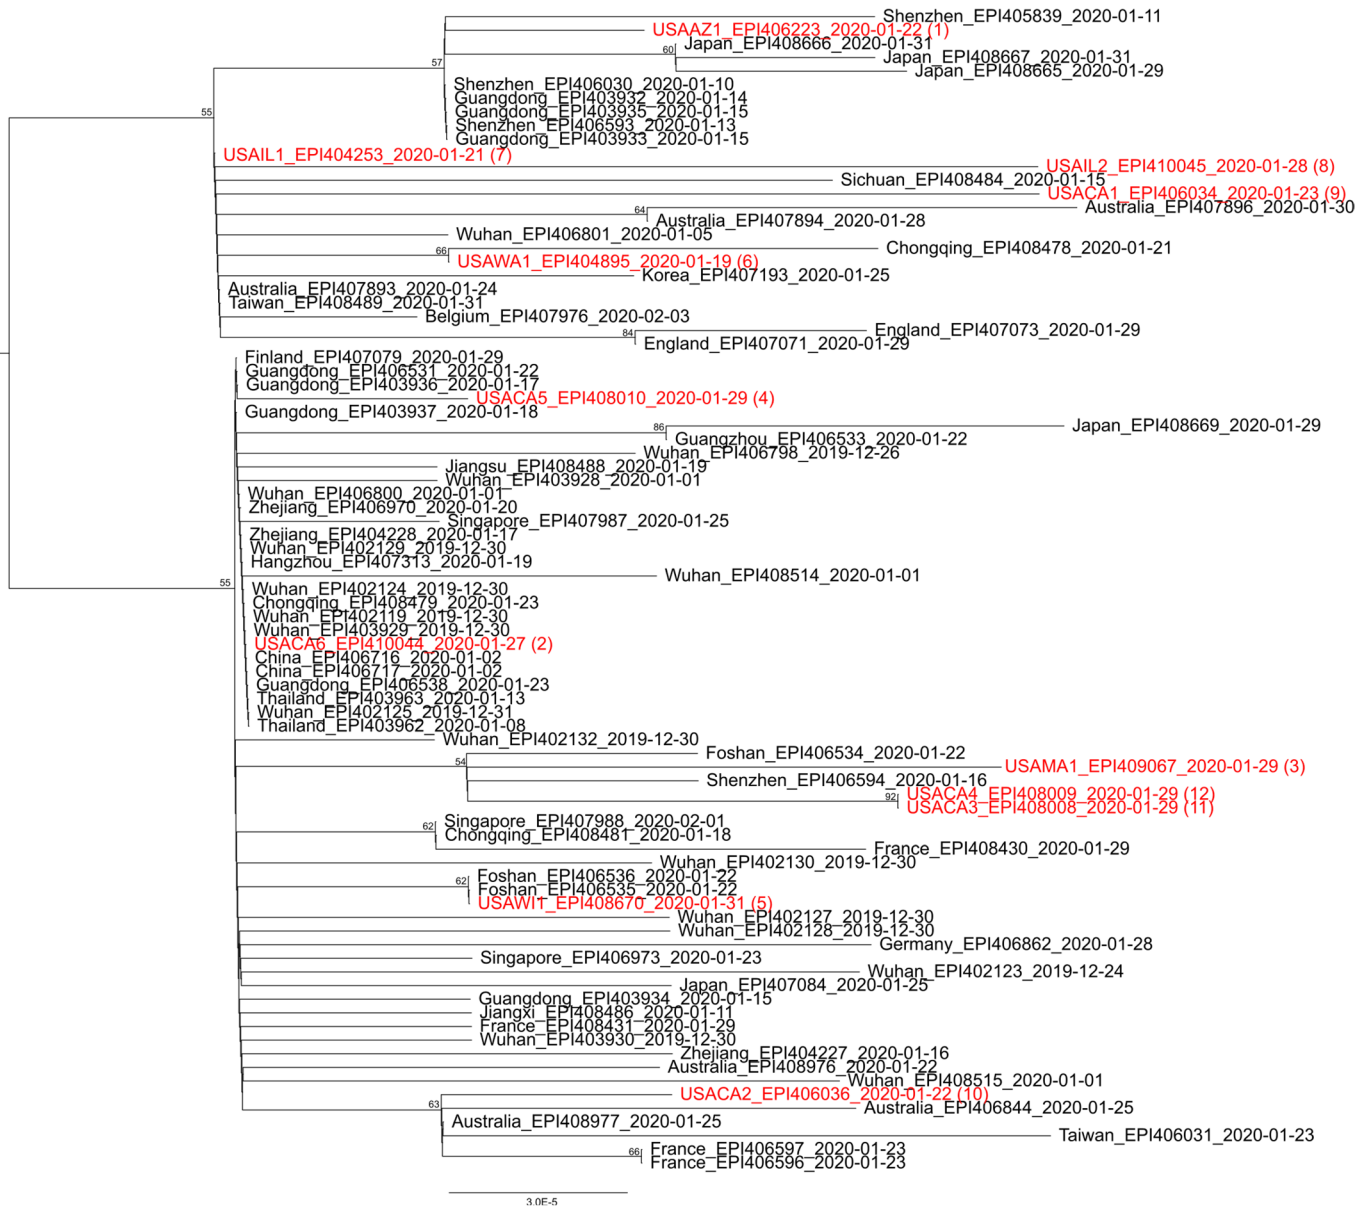 Shenzhen_EPI405839_2020-01-11
USAAZ1_EPI406223_2020-01-22 (1)
Japan_EPI408666_2020-01-31
60
Japan_EPI408667_2020-01-31
57
Japan_EPI408665_2020-01-29
Shenzhen_EPI406030_2020-01-10
Guangdong_EPI403932_2020-01-14
Guangdong_EPI403935_2020-01-15
55
Shenzhen_EPI406593_2020-01-13
Guangdong_EPI403933_2020-01-15
USAIL1_EPI404253_2020-01-21 (7)
USAIL2_EPI410045_2020-01-28 (8)
Sichuan_EPI408484_2020-01-15
USACA1_EPI406034_2020-01-23 (9)
Australia_EPI407896_2020-01-30
64
Australia_EPI407894_2020-01-28
Wuhan_EPI406801_2020-01-05
Chongqing_EPI408478_2020-01-21
66
USAWA1_EPI404895_2020-01-19 (6)
Korea_EPI407193_2020-01-25
Australia_EPI407893_2020-01-24
Taiwan_EPI408489_2020-01-31
Belgium_EPI407976_2020-02-03
England_EPI407073_2020-01-29
84
England_EPI407071_2020-01-29
Finland_EPI407079_2020-01-29
Guangdong_EPI406531_2020-01-22
Guangdong_EPI403936_2020-01-17
USACA5_EPI408010_2020-01-29 (4)
Guangdong_EPI403937_2020-01-18
Japan_EPI408669_2020-01-29
86
Guangzhou_EPI406533_2020-01-22
Wuhan_EPI406798_2019-12-26
Jiangsu_EPI408488_2020-01-19
Wuhan_EPI403928_2020-01-01
Wuhan_EPI406800_2020-01-01
Zhejiang_EPI406970_2020-01-20
Singapore_EPI407987_2020-01-25
Zhejiang_EPI404228_2020-01-17
Wuhan_EPI402129_2019-12-30
Hangzhou_EPI407313_2020-01-19
Wuhan_EPI408514_2020-01-01
55
Wuhan_EPI402124_2019-12-30
Chongqing_EPI408479_2020-01-23
Wuhan_EPI402119_2019-12-30
Wuhan_EPI403929_2019-12-30
USACA6_EPI410044_2020-01-27 (2)
China_EPI406716_2020-01-02
China_EPI406717_2020-01-02
Guangdong_EPI406538_2020-01-23
Thailand_EPI403963_2020-01-13
Wuhan_EPI402125_2019-12-31
Thailand_EPI403962_2020-01-08
Wuhan_EPI402132_2019-12-30
Foshan_EPI406534_2020-01-22
54
USAMA1_EPI409067_2020-01-29 (3)
Shenzhen_EPI406594_2020-01-16
USACA4_EPI408009_2020-01-29 (12)
92
USACA3_EPI408008_2020-01-29 (11)
Singapore_EPI407988_2020-02-01
62
Chongqing_EPI408481_2020-01-18
France_EPI408430_2020-01-29
Wuhan_EPI402130_2019-12-30
Foshan_EPI406536_2020-01-22
62
Foshan_EPI406535_2020-01-22
USAWI1_EPI408670_2020-01-31 (5)
Wuhan_EPI402127_2019-12-30
Wuhan_EPI402128_2019-12-30
Germany_EPI406862_2020-01-28
Singapore_EPI406973_2020-01-23
Wuhan_EPI402123_2019-12-24
Japan_EPI407084_2020-01-25
Guangdong_EPI403934_2020-01-15
Jiangxi_EPI408486_2020-01-11
France_EPI408431_2020-01-29
Wuhan_EPI403930_2019-12-30
Zhejiang_EPI404227_2020-01-16
Australia_EPI408976_2020-01-22
Wuhan_EPI408515_2020-01-01
USACA2_EPI406036_2020-01-22 (10)
63
Australia_EPI406844_2020-01-25
Australia_EPI408977_2020-01-25
Taiwan_EPI406031_2020-01-23
France_EPI406597_2020-01-23
66
France_EPI406596_2020-01-23
3.0E-5